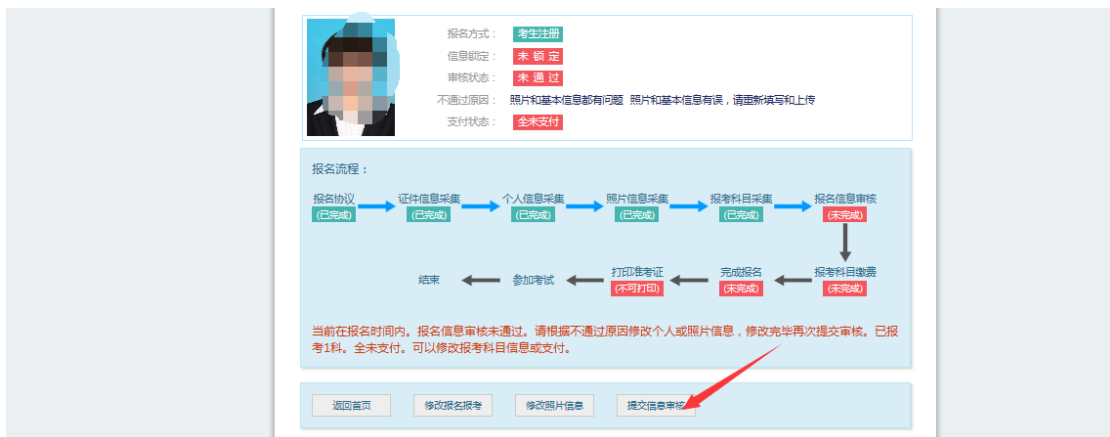 报名方式： 考生注册
信息锁定： 未 锁 定
审核状态： 未 通 过
不通过原因： 照片和基本信息都有问题 照片和基本信息有误，请重新填写和上传
支付状态： 全未支付
报名流程：
报名协议 证件信息采集 个人信息采集 照片信息采集 报考科目采集 报名信息审核
(已完成) (已完成) (已完成) (已完成) (已完成) (未完成)
结束 参加考试 打印准考证 完成报名 报考科目缴费
(不可打印) (未完成) (未完成)
当前在报名时间内。报名信息审核未通过。请根据不通过原因修改个人或照片信息，修改完毕再次提交审核。已报
考1科。全未支付。可以修改报考科目信息或支付。
返回首页 修改报名报考 修改照片信息 提交信息审核